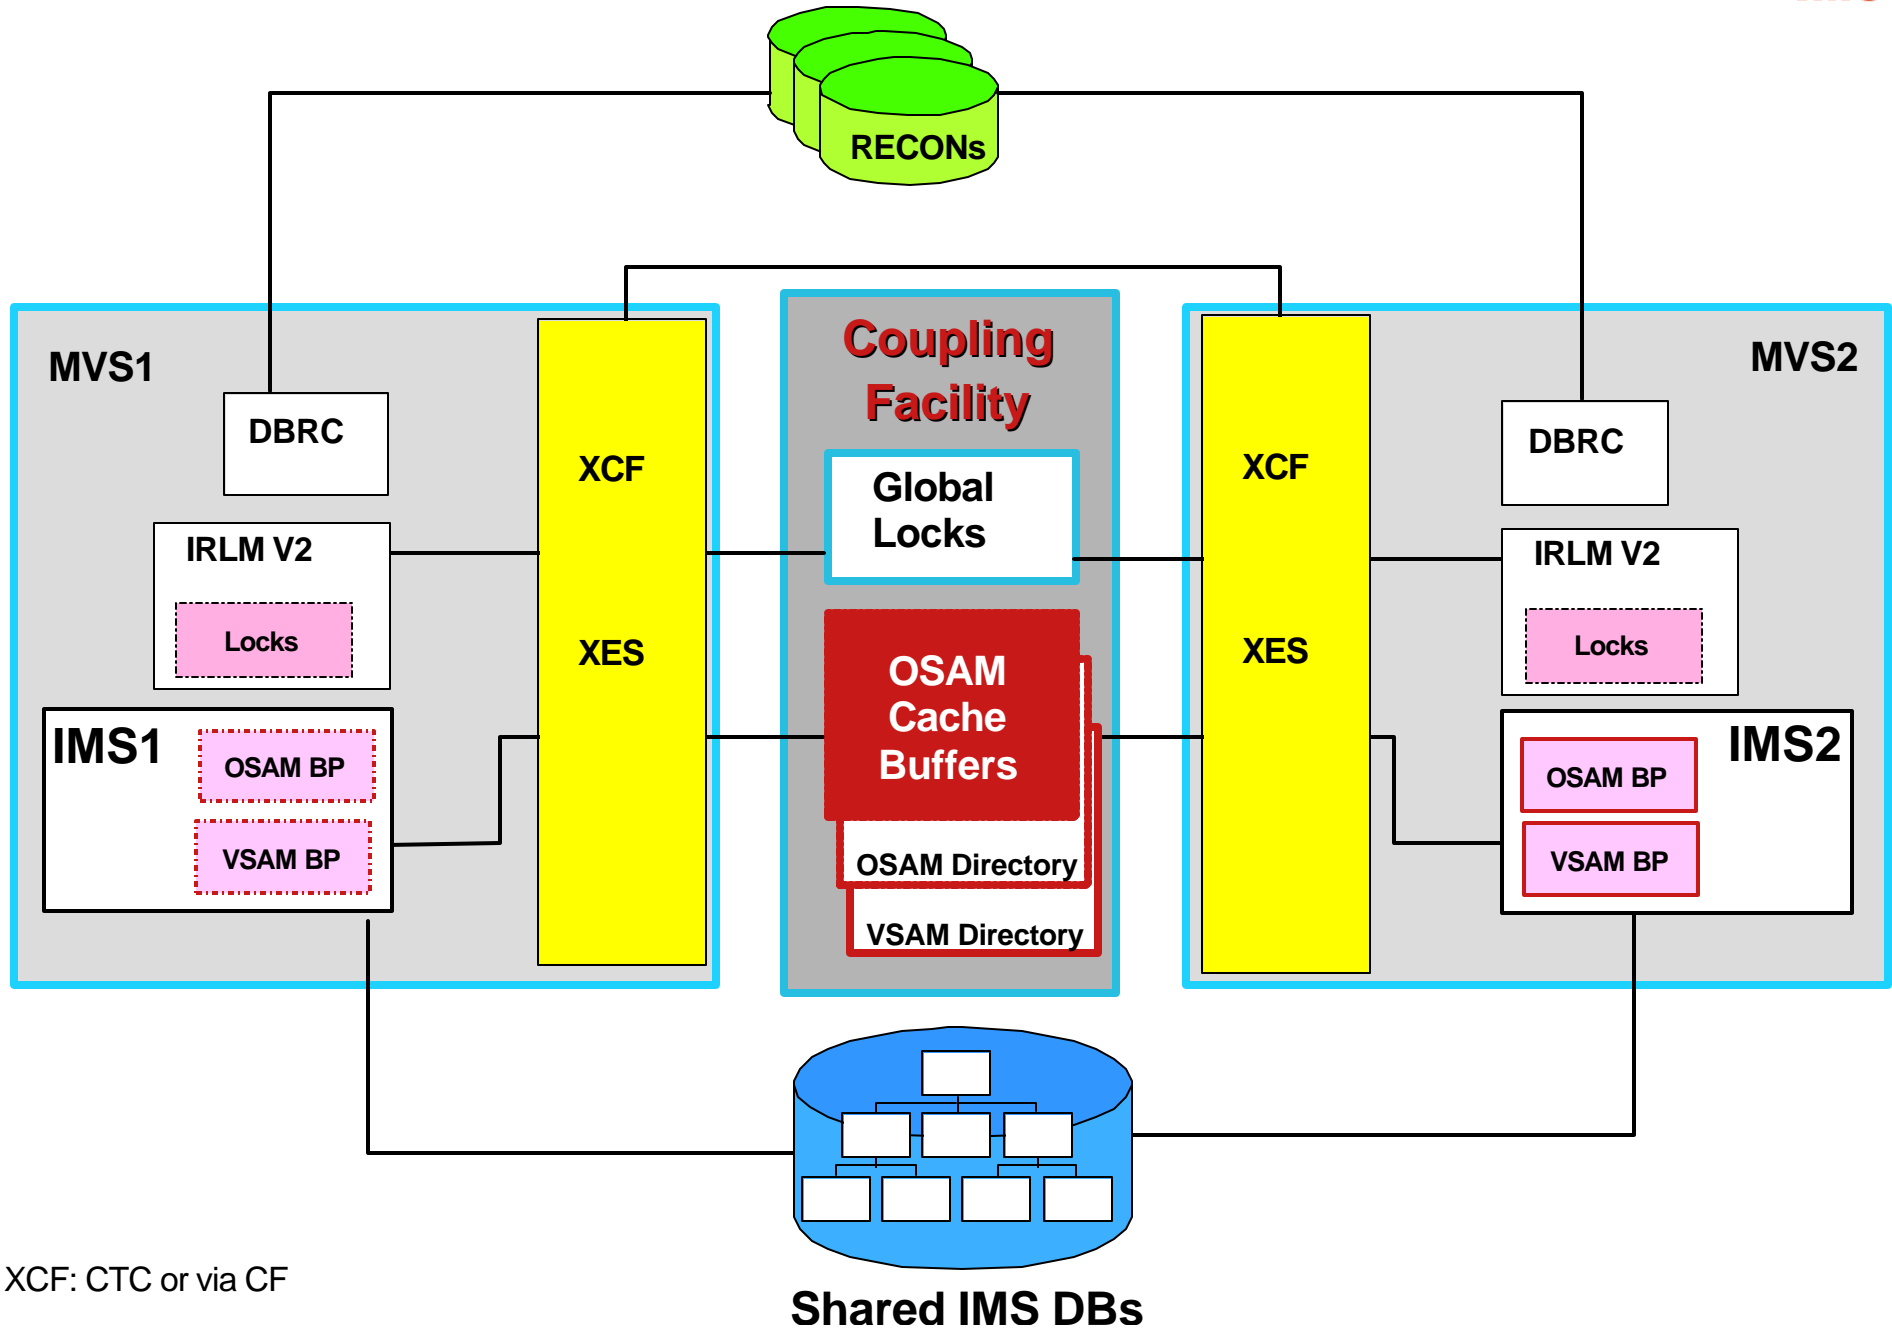 RECONs
MVS1
DBRC
IRLM V2
Locks
IMS1
OSAM BP
VSAM BP
XCF
XES
Coupling
Facility
Global
Locks
OSAM
Cache
Buffers
OSAM Directory
VSAM Directory
XCF
XES
MVS2
DBRC
IRLM V2
Locks
IMS2
OSAM BP
VSAM BP
XCF: CTC or via CF
Shared IMS DBs